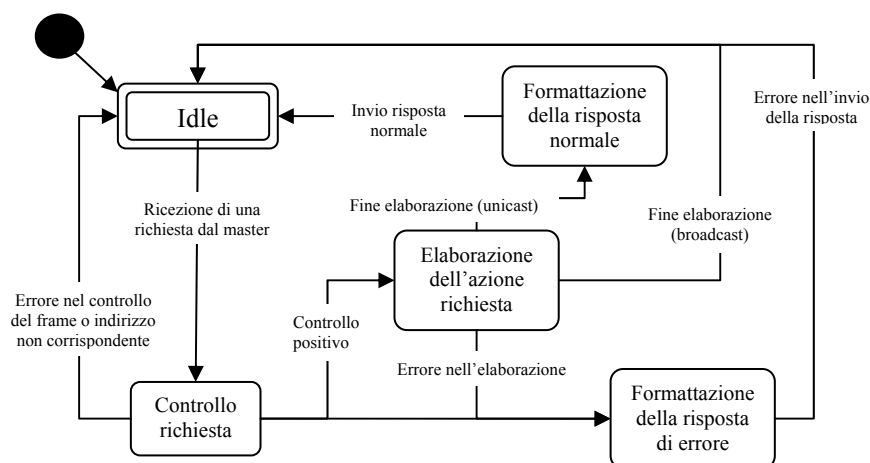 Idle
Invio risposta
normale
Formattazione
della risposta
normale
Errore nell'invio
della risposta
Ricezione di una
richiesta dal master
Fine elaborazione (unicast)
Fine elaborazione
(broadcast)
Elaborazione
dell'azione
richiesta
Errore nel controllo
del frame o indirizzo
non corrispondente
Controllo
positivo
Errore nell'elaborazione
Controllo
richiesta
Formattazione
della risposta
di errore